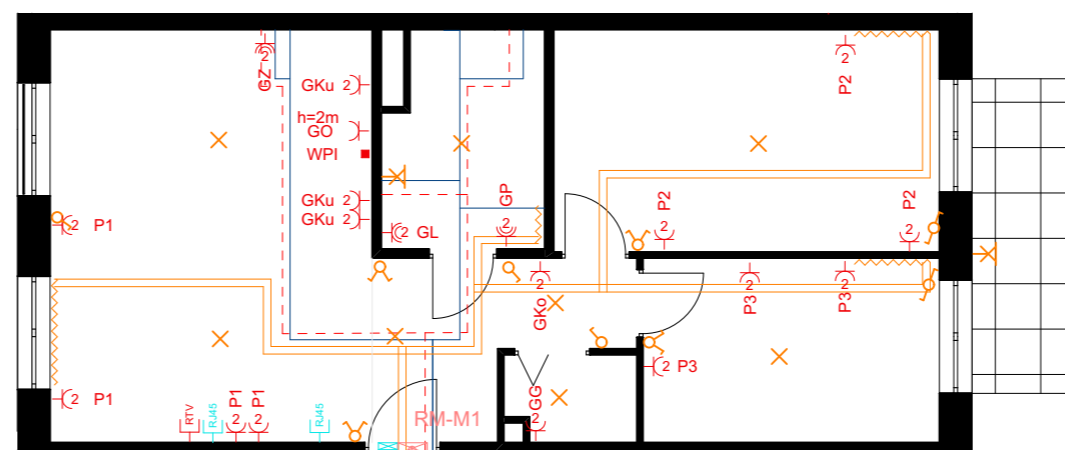 2
GZ
GKu 2
h=2m
GO
WPI
GKu 2
GKu 2
2 GL
GP
2
2
P2
2 P1
P2
2
P2
2
2
GKo
2
P3
2
P3
2 P3
2 P1
P1
2
P1
2
RTV
RJ45
RJ45
RM-M1
GG
2